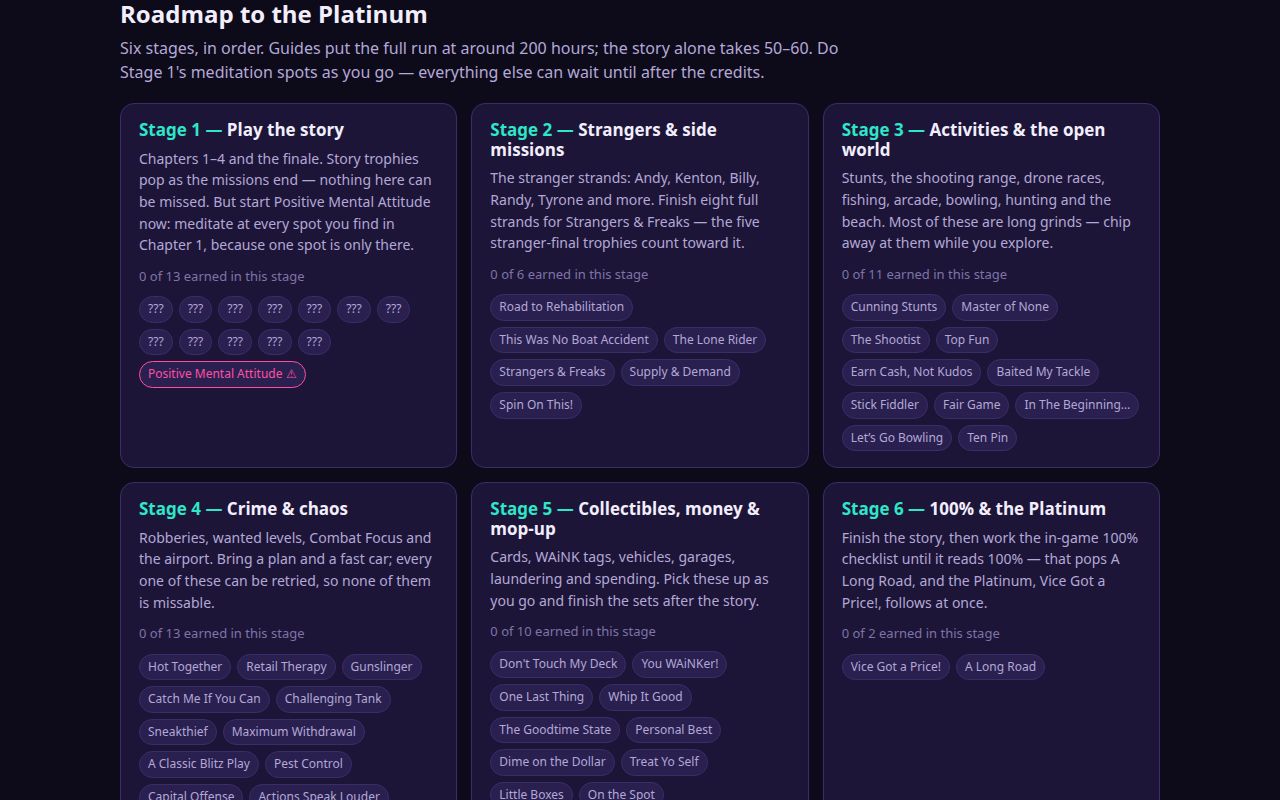 Roadmap to the Platinum
Six stages, in order. Guides put the full run at around 200 hours; the story alone takes 50–60. Do
Stage 1's meditation spots as you go — everything else can wait until after the credits.
Stage 1 — Play the story
Chapters 1–4 and the finale. Story trophies
pop as the missions end — nothing here can
be missed. But start Positive Mental Attitude
now: meditate at every spot you find in
Chapter 1, because one spot is only there.
0 of 13 earned in this stage
??? ??? ??? ??? ??? ??? ???
??? ??? ??? ??? ???
Positive Mental Attitude ⚠
Stage 2 — Strangers & side
missions
The stranger strands: Andy, Kenton, Billy,
Randy, Tyrone and more. Finish eight full
strands for Strangers & Freaks — the five
stranger-final trophies count toward it.
0 of 6 earned in this stage
Road to Rehabilitation
This Was No Boat Accident The Lone Rider
Strangers & Freaks Supply & Demand
Spin On This!
Stage 3 — Activities & the open
world
Stunts, the shooting range, drone races,
fishing, arcade, bowling, hunting and the
beach. Most of these are long grinds — chip
away at them while you explore.
0 of 11 earned in this stage
Cunning Stunts Master of None
The Shootist Top Fun
Earn Cash, Not Kudos Baited My Tackle
Stick Fiddler Fair Game In The Beginning...
Let's Go Bowling Ten Pin
Stage 4 — Crime & chaos
Robberies, wanted levels, Combat Focus and
the airport. Bring a plan and a fast car; every
one of these can be retried, so none of them
is missable.
0 of 13 earned in this stage
Hot Together Retail Therapy Gunslinger
Catch Me If You Can Challenging Tank
Sneakthief Maximum Withdrawal
A Classic Blitz Play Pest Control
Capital Offense Actions Speak Louder
Stage 5 — Collectibles, money &
mop-up
Cards, WAiNK tags, vehicles, garages,
laundering and spending. Pick these up as
you go and finish the sets after the story.
0 of 10 earned in this stage
Don't Touch My Deck You WAiNKer!
One Last Thing Whip It Good
The Goodtime State Personal Best
Dime on the Dollar Treat Yo Self
Little Boxes On the Spot
Stage 6 — 100% & the Platinum
Finish the story, then work the in-game 100%
checklist until it reads 100% — that pops A
Long Road, and the Platinum, Vice Got a
Price!, follows at once.
0 of 2 earned in this stage
Vice Got a Price! A Long Road